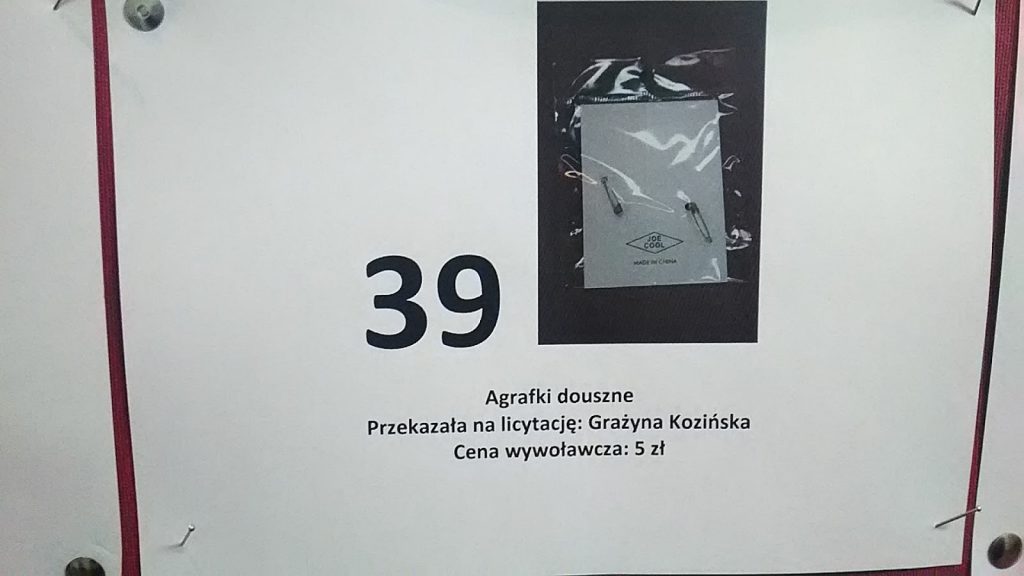 JOE
COOL
MADE IN CHINA
39
Agrafki douszne
Przekazała na licytację: Grażyna Kozińska
Cena wywoławcza: 5 zł